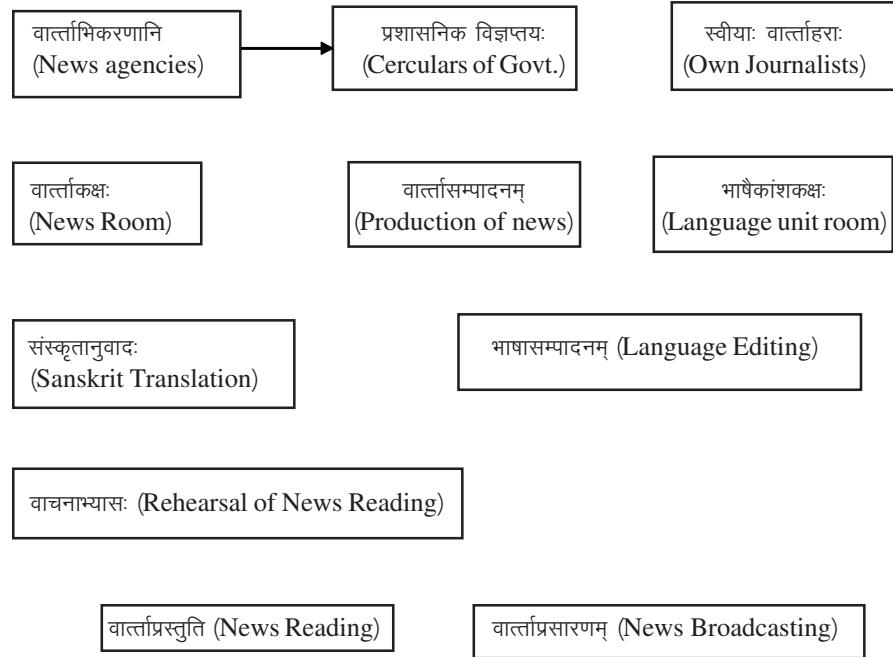 वार्त्ताभिकरणानि
(News agencies)
प्रशासनिक विज्ञप्तयः
(Cerculars of Govt.)
स्वीयाः वार्त्ताहराः
(Own Journalists)
वार्त्ताकक्षः
(News Room)
वार्त्तासम्पादनम्
(Production of news)
भाषैकांशकक्षः
(Language unit room)
संस्कृतानुवादः
(Sanskrit Translation)
भाषासम्पादनम् (Language Editing)
वाचनाभ्यासः (Rehearsal of News Reading)
वार्त्ताप्रस्तुति (News Reading)
वार्त्ताप्रसारणम् (News Broadcasting)